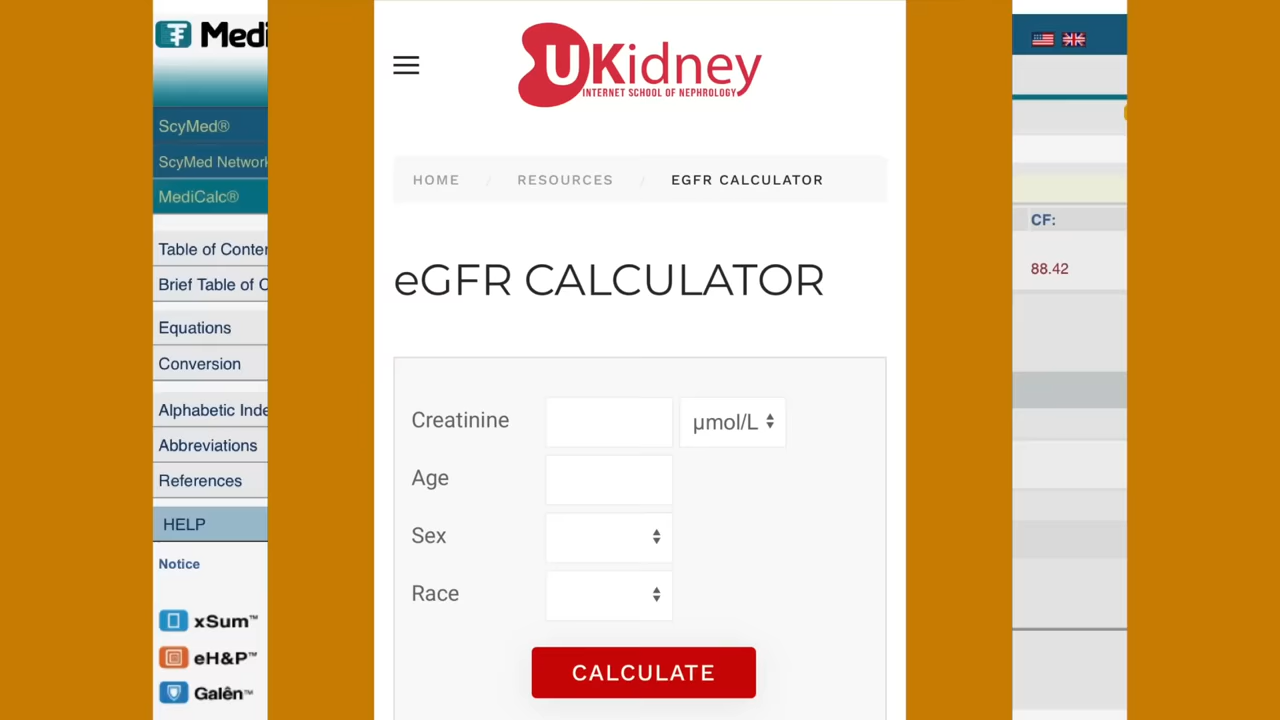 Medi
ScyMed®
ScyMed Network
MediCalc®
Table of Conten
Brief Table of C
Equations
Conversion
Alphabetic Inde
Abbreviations
References
HELP
Notice
xSum™
eH&P™
Galên™
UKidney
INTERNET SCHOOL OF NEPHROLOGY
HOME / RESOURCES / EGFR CALCULATOR
eGFR CALCULATOR
Creatinine µmol/L
Age
Sex
Race
CALCULATE
CF:
88.42